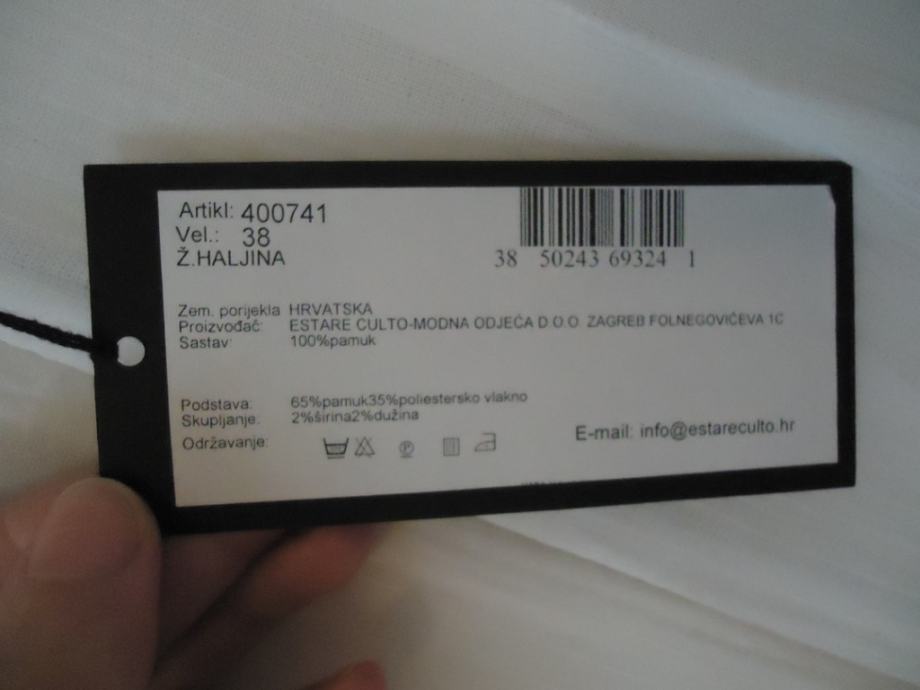 Artikl: 400741
Vel.: 38
Ž.HALJINA
38 50243 69324 1
Zem. porijekla HRVATSKA
Proizvođač: ESTARE CULTO-MODNA ODJEĆA D.O.O. ZAGREB FOLNEGOVIĆEVA 1C
Sastav: 100%pamuk
Podstava: 65%pamuk35%poliestersko vlakno
Skupljanje: 2%širina2%dužina
Održavanje:
E-mail: info@estareculto.hr